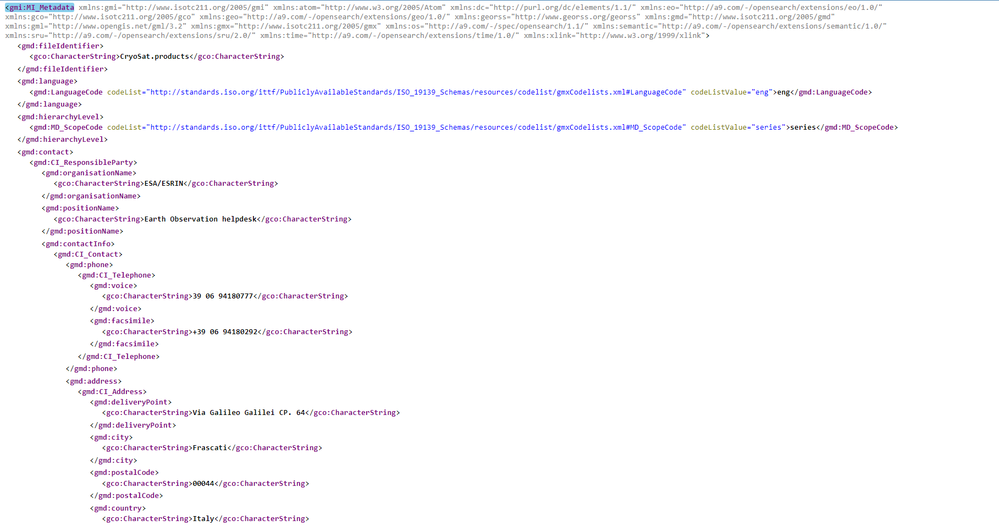 <gmi:MI_Metadata xmlns:gmi="http://www.isotc211.org/2005/gmi" xmlns:atom="http://www.w3.org/2005/Atom" xmlns:dc="http://purl.org/dc/elements/1.1/" xmlns:eo="http://a9.com/-/opensearch/extensions/eo/1.0/"
xmlns:gco="http://www.isotc211.org/2005/gco" xmlns:geo="http://a9.com/-/opensearch/extensions/geo/1.0/" xmlns:georss="http://www.georss.org/georss" xmlns:gmd="http://www.isotc211.org/2005/gmd"
xmlns:gml="http://www.opengis.net/gml/3.2" xmlns:gmx="http://www.isotc211.org/2005/gmx" xmlns:os="http://a9.com/-/spec/opensearch/1.1/" xmlns:semantic="http://a9.com/-/opensearch/extensions/semantic/1.0/"
xmlns:sru="http://a9.com/-/opensearch/extensions/sru/2.0/" xmlns:time="http://a9.com/-/opensearch/extensions/time/1.0/" xmlns:xlink="http://www.w3.org/1999/xlink">
<gmd:fileIdentifier>
<gco:CharacterString>CryoSat.products</gco:CharacterString>
</gmd:fileIdentifier>
<gmd:language>
<gmd:LanguageCode codeList="http://standards.iso.org/ittf/PubliclyAvailableStandards/ISO_19139_Schemas/resources/codelist/gmxCodelists.xml#LanguageCode" codeListValue="eng">eng</gmd:LanguageCode>
</gmd:language>
<gmd:hierarchyLevel>
<gmd:MD_ScopeCode codeList="http://standards.iso.org/ittf/PubliclyAvailableStandards/ISO_19139_Schemas/resources/codelist/gmxCodelists.xml#MD_ScopeCode" codeListValue="series">series</gmd:MD_ScopeCode>
</gmd:hierarchyLevel>
<gmd:contact>
<gmd:CI_ResponsibleParty>
<gmd:organisationName>
<gco:CharacterString>ESA/ESRIN</gco:CharacterString>
</gmd:organisationName>
<gmd:positionName>
<gco:CharacterString>Earth Observation helpdesk</gco:CharacterString>
</gmd:positionName>
<gmd:contactInfo>
<gmd:CI_Contact>
<gmd:phone>
<gmd:CI_Telephone>
<gmd:voice>
<gco:CharacterString>39 06 94180777</gco:CharacterString>
</gmd:voice>
<gmd:facsimile>
<gco:CharacterString>+39 06 94180292</gco:CharacterString>
</gmd:facsimile>
</gmd:CI_Telephone>
</gmd:phone>
<gmd:address>
<gmd:CI_Address>
<gmd:deliveryPoint>
<gco:CharacterString>Via Galileo Galilei CP. 64</gco:CharacterString>
</gmd:deliveryPoint>
<gmd:city>
<gco:CharacterString>Frascati</gco:CharacterString>
</gmd:city>
<gmd:postalCode>
<gco:CharacterString>00044</gco:CharacterString>
</gmd:postalCode>
<gmd:country>
<gco:CharacterString>Italy</gco:CharacterString>